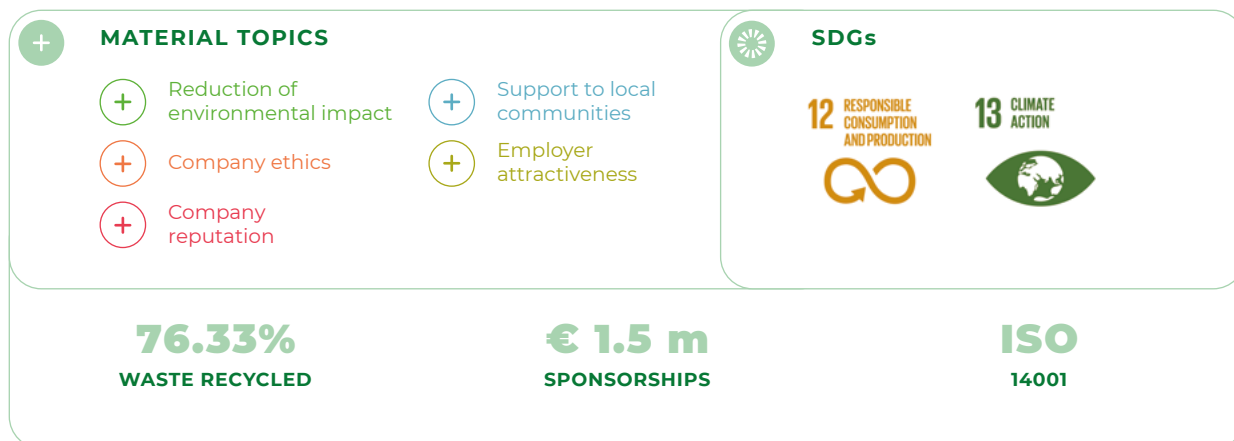 MATERIAL TOPICS
Reduction of
environmental impact
Company ethics
Company
reputation
Support to local
communities
Employer
attractiveness
SDGs
12 RESPONSIBLE
CONSUMPTION
AND PRODUCTION
13 CLIMATE
ACTION
76.33%
WASTE RECYCLED
€ 1.5 m
SPONSORSHIPS
ISO
14001